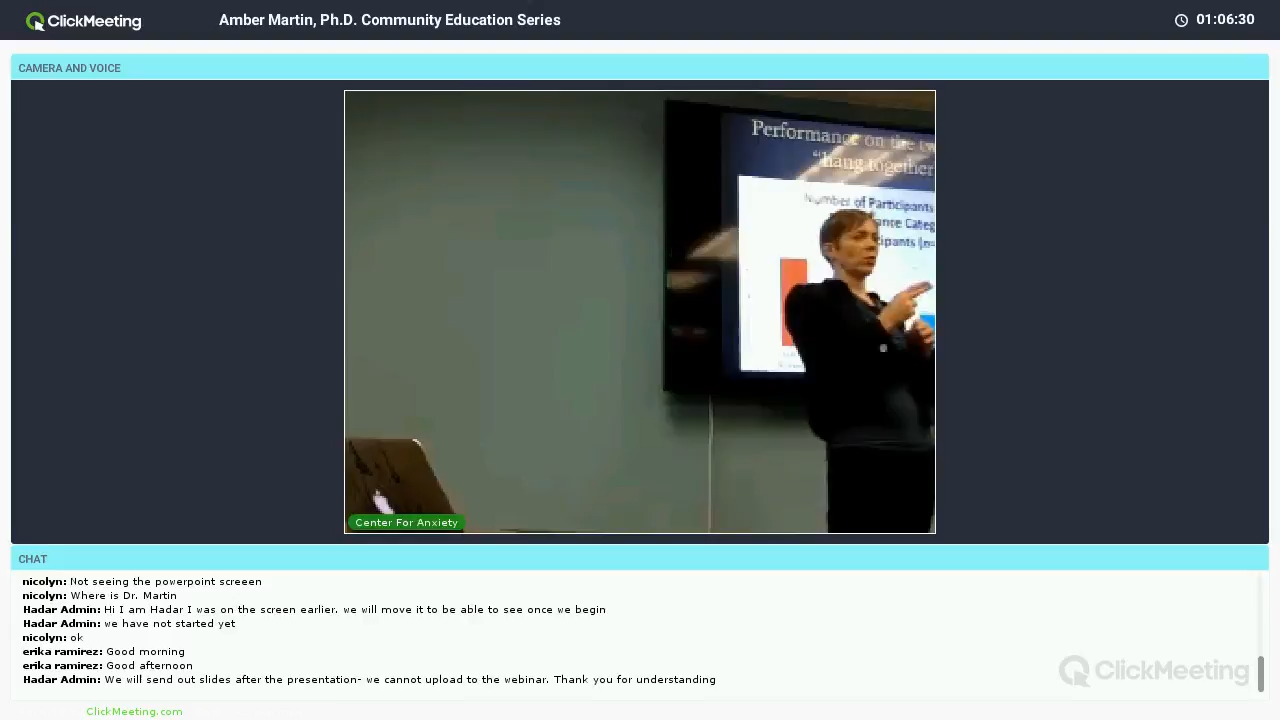 ClickMeeting
Amber Martin, Ph.D. Community Education Series
01:06:30
CAMERA AND VOICE
Performance on the
"hang together
Number of Participants
Center For Anxiety
CHAT
nicolyn: Not seeing the powerpoint screeen
nicolyn: Where is Dr. Martin
Hadar Admin: Hi I am Hadar I was on the screen earlier. we will move it to be able to see once we begin
Hadar Admin: we have not started yet
nicolyn: ok
erika ramirez: Good morning
erika ramirez: Good afternoon
Hadar Admin: We will send out slides after the presentation- we cannot upload to the webinar. Thank you for understanding
ClickMeeting
ClickMeeting.com